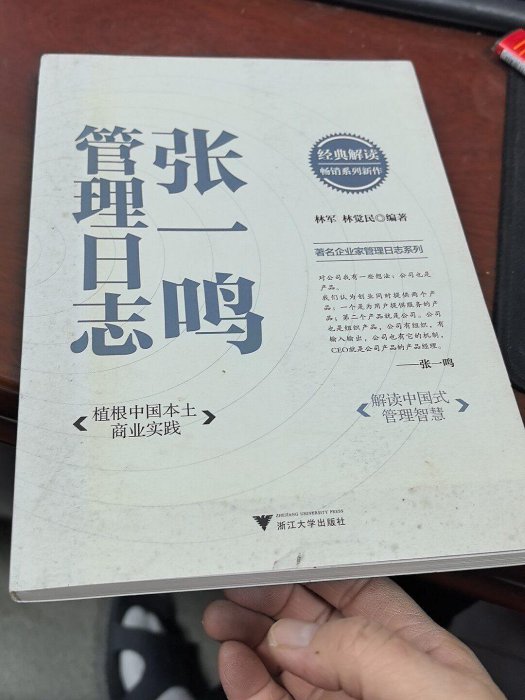 张一鸣
管理日志
经典解读
畅销系列新作
林军 林觉民◎编著
著名企业家管理日志系列
对公司我有一些想法：公司也是
产品。
我们认为创业同时提供两个产
品：一个是为用户提供服务的产
品；第二个产品就是公司。公司
也是组织产品，公司有组织，有
输入输出，公司也有它的机制，
CEO就是公司产品的产品经理。
——张一鸣
植根中国本土
商业实践
解读中国式
管理智慧
ZHEJIANG UNIVERSITY PRESS
浙江大学出版社